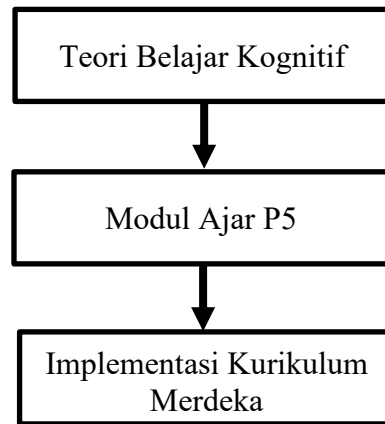 Teori Belajar Kognitif
Modul Ajar P5
Implementasi Kurikulum
Merdeka